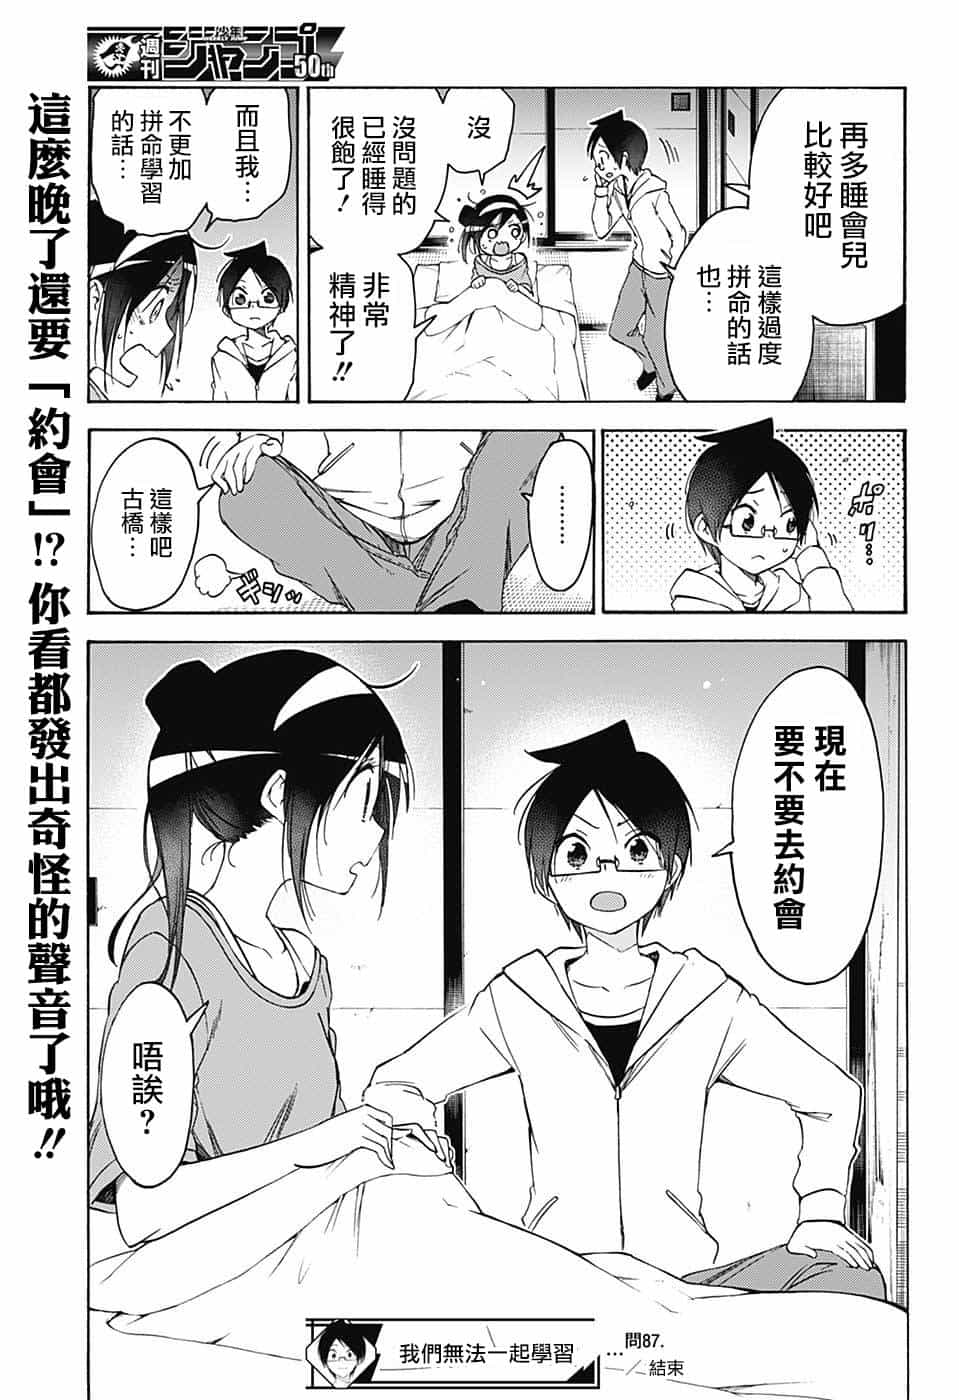 週刊
少年
ジャンプ
50th
再多睡會兒
比較好吧
這樣過度
拼命的話
也…
沒
沒問題的
已經睡得
很飽了！
非常
精神了!!
而且我…
不更加
拼命學習
的話…
ポリ…
………
這樣吧
古橋…
ギシッ
現在
要不要去約會
唔誒？
這麼晚了還要「約會」!?你看都發出奇怪的聲音了哦!!
我們無法一起學習
…問87.
結束